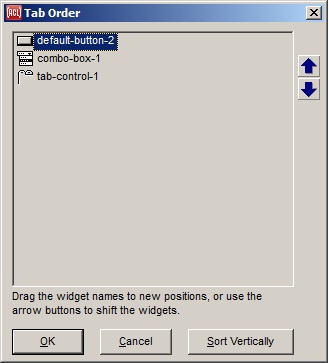 ACL Tab Order
default-button-2
combo-box-1
tab-control-1
Drag the widget names to new positions, or use the
arrow buttons to shift the widgets.
OK Cancel Sort Vertically